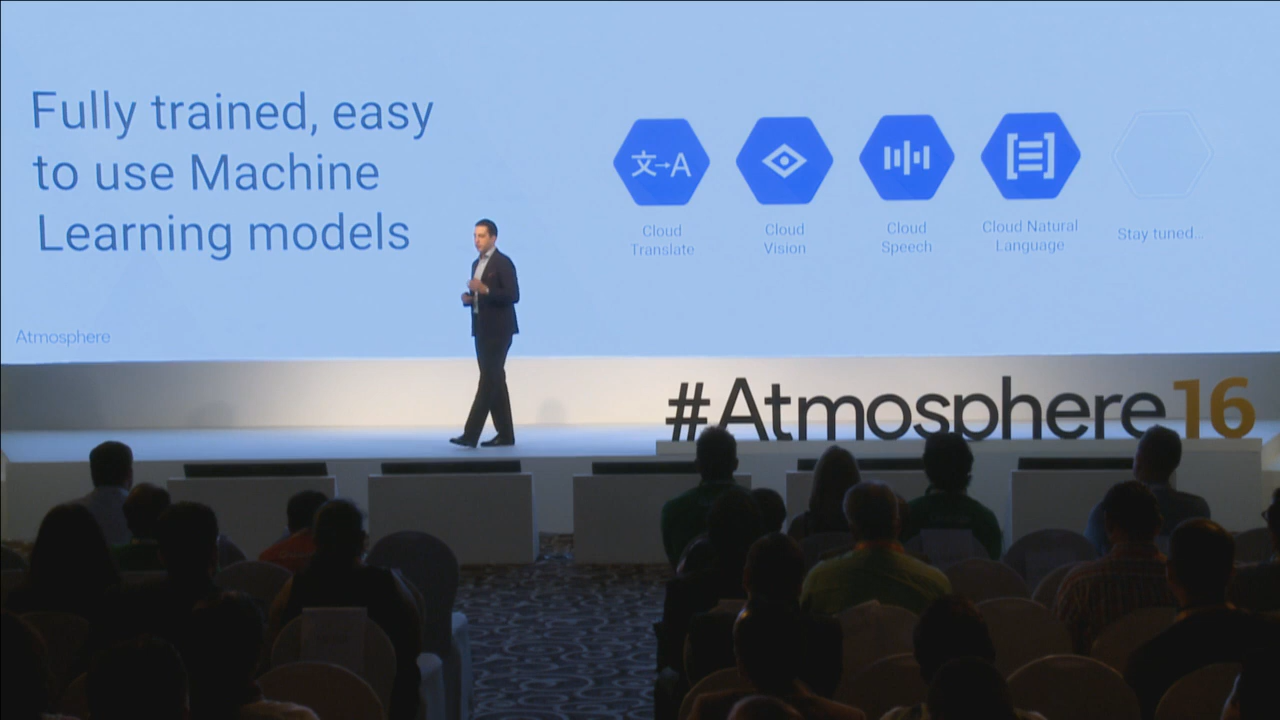 Fully trained, easy
to use Machine
Learning models
文→A
Cloud
Translate
Cloud
Vision
Cloud
Speech
Cloud Natural
Language
Stay tuned...
Atmosphere
#Atmosphere16